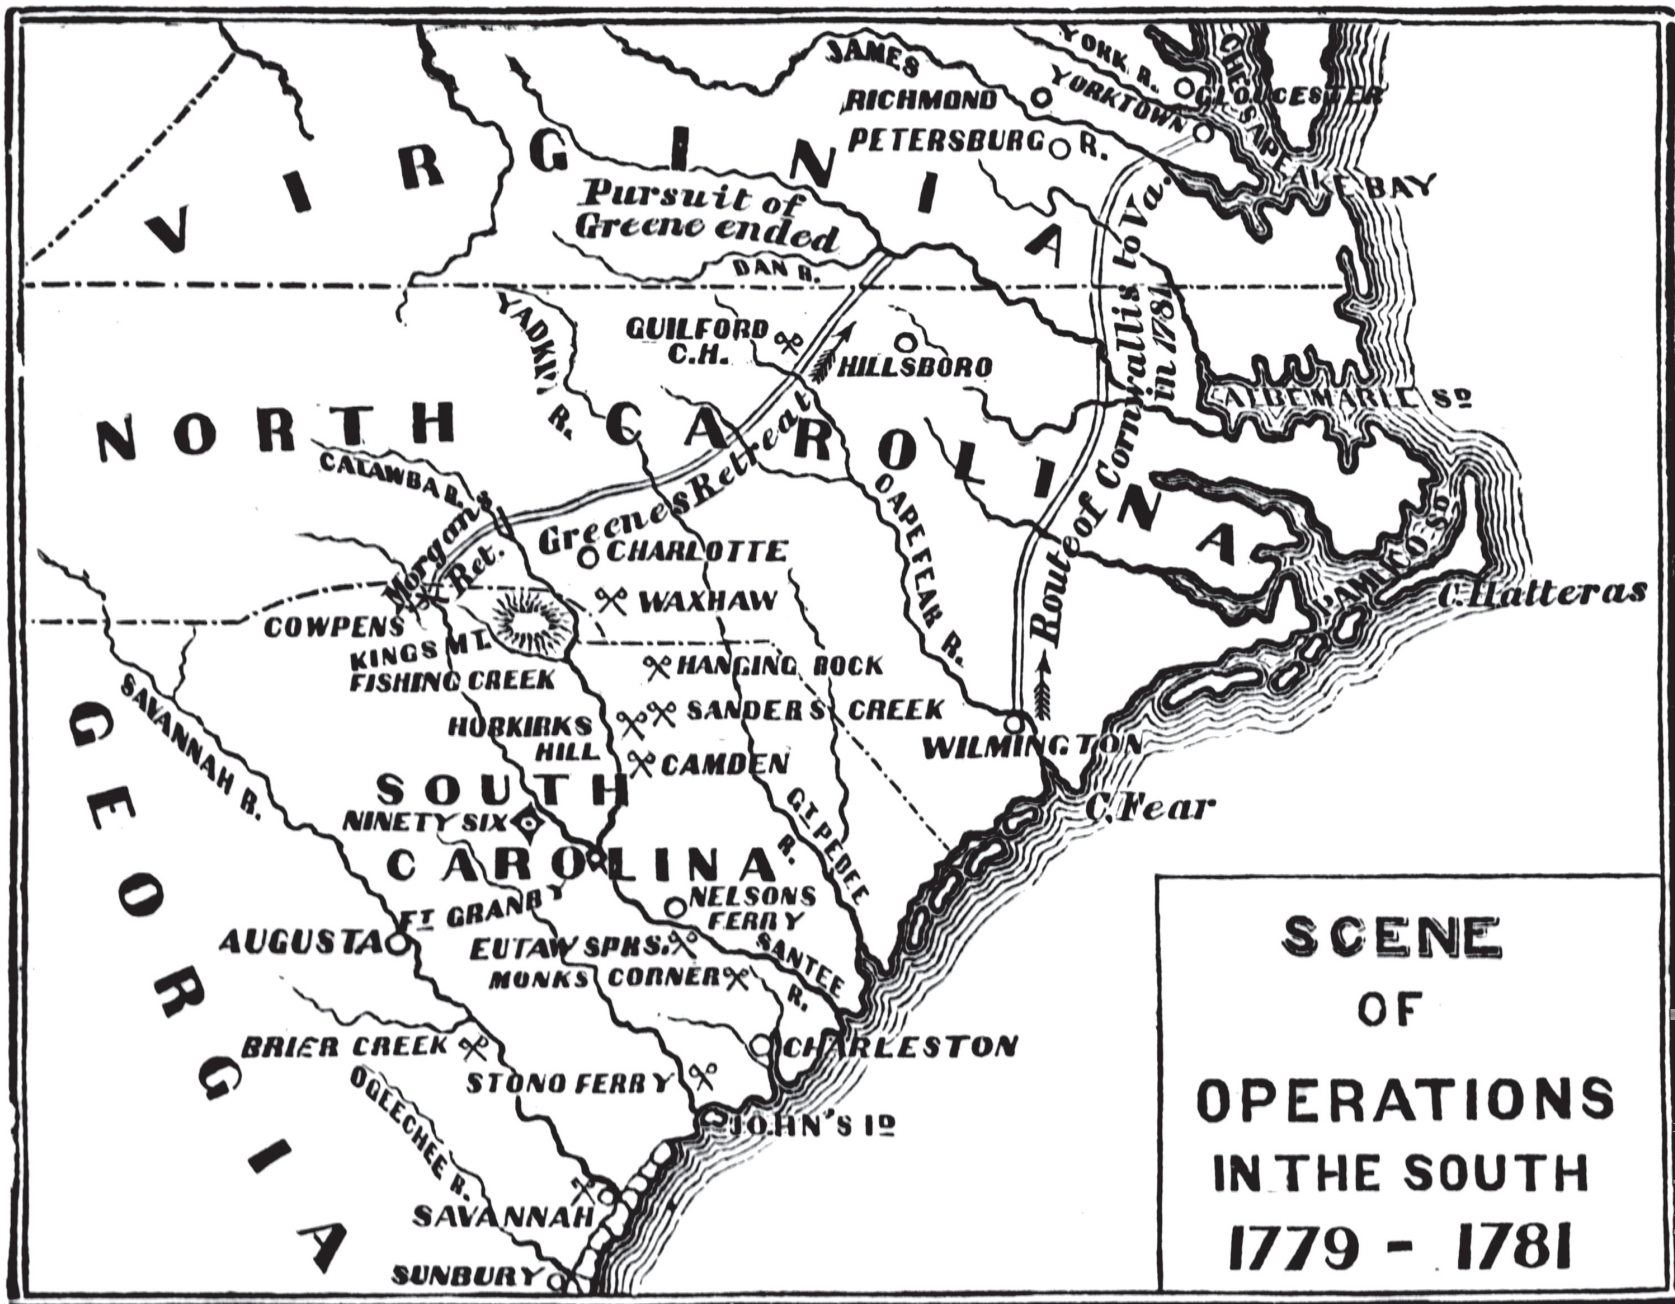 YORK R.
CHESAPEAKE BAY
JAMES
R.
YORKTOWN
GLOUCESTER
RICHMOND
PETERSBURG
VIRGINIA
Pursuit of
Greene ended
DAN R.
YADKIN R.
GUILFORD
C.H.
HILLSBORO
Route of Cornwallis to Va.
in 1781
ALBEMARLE SD
NORTH CAROLINA
CATAWBA R.
Morgan's
Ret.
Greenes Retreat
CAPE FEAR R.
PAMLICO SD
C. Hatteras
CHARLOTTE
WAXHAW
COWPENS
KINGS MT.
FISHING CREEK
HANGING ROCK
SANDERS CREEK
HOBKIRKS
HILL
CAMDEN
WILMINGTON
C. Fear
SAVANNAH R.
GEORGIA
SOUTH
CAROLINA
NINETY SIX
GT PEDEE
R.
FT GRANBY
NELSONS
FERRY
AUGUSTA
EUTAW SPRS.
SANTEE
R.
MONKS CORNER
BRIER CREEK
CHARLESTON
STONO FERRY
OGEECHEE R.
JOHN'S ID
SAVANNAH
SUNBURY
SCENE
OF
OPERATIONS
IN THE SOUTH
1779 - 1781